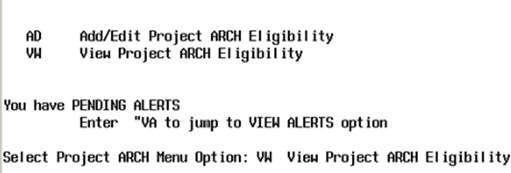 AD Add/Edit Project ARCH Eligibility
VW View Project ARCH Eligibility
You have PENDING ALERTS
Enter "VA to jump to VIEW ALERTS option
Select Project ARCH Menu Option: VW View Project ARCH Eligibility